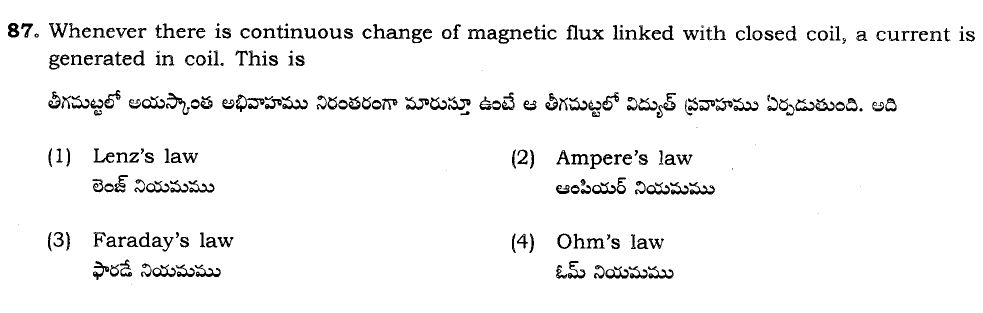 87. Whenever there is continuous change of magnetic flux linked with closed coil, a current is
generated in coil. This is
తీగచుట్టలో అయస్కాంత అభివాహము నిరంతరంగా మారుస్తూ ఉంటే ఆ తీగచుట్టలో విద్యుత్ ప్రవాహము ఏర్పడుతుంది. అది
(1) Lenz's law (2) Ampere's law
లెంజ్ నియమము ఆంపియర్ నియమము
(3) Faraday's law (4) Ohm's law
ఫారడే నియమము ఓమ్ నియమము